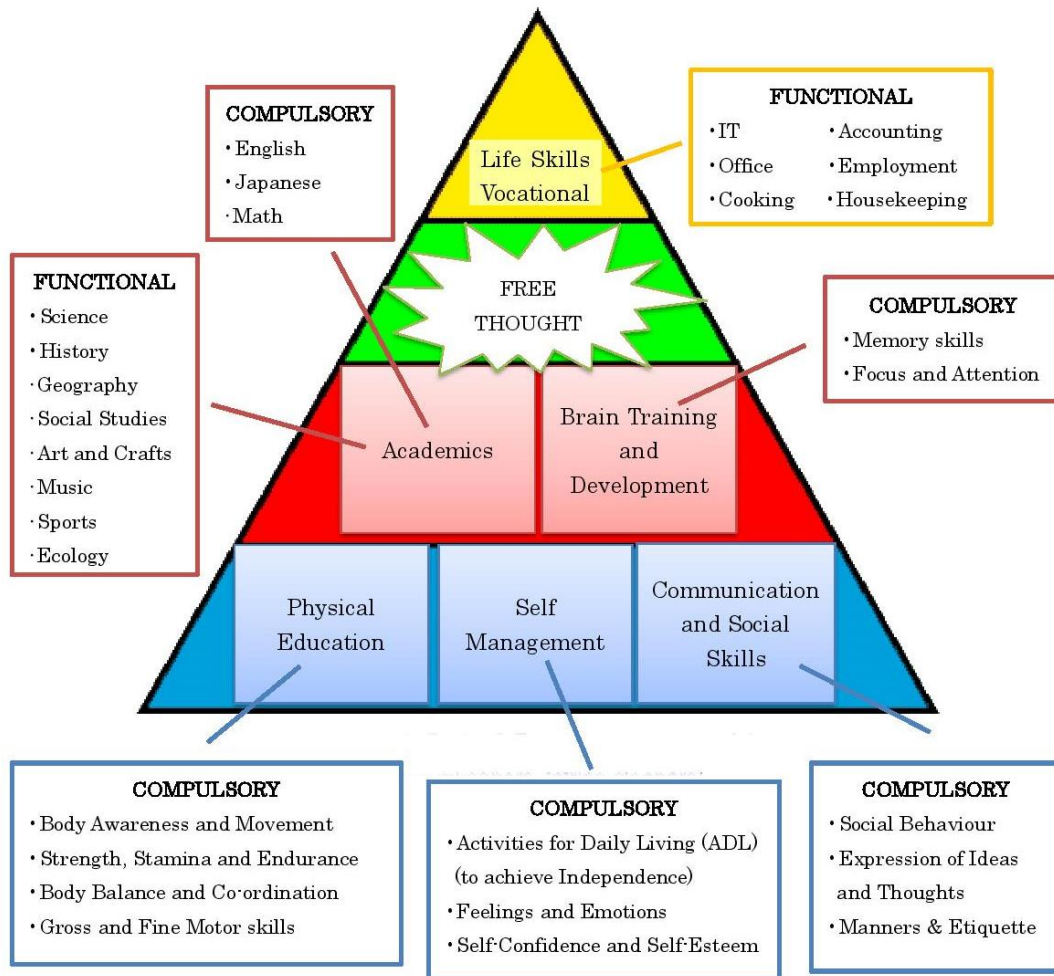 COMPULSORY
·English
·Japanese
·Math
FUNCTIONAL
·IT
·Office
·Cooking
·Accounting
·Employment
·Housekeeping
Life Skills
Vocational
FUNCTIONAL
·Science
·History
·Geography
·Social Studies
·Art and Crafts
·Music
·Sports
·Ecology
FREE
THOUGHT
COMPULSORY
·Memory skills
·Focus and Attention
Academics
Brain Training
and
Development
Physical
Education
Self
Management
Communication
and Social
Skills
COMPULSORY
·Body Awareness and Movement
·Strength, Stamina and Endurance
·Body Balance and Co-ordination
·Gross and Fine Motor skills
COMPULSORY
·Activities for Daily Living (ADL)
(to achieve Independence)
·Feelings and Emotions
·Self-Confidence and Self-Esteem
COMPULSORY
·Social Behaviour
·Expression of Ideas
and Thoughts
·Manners & Etiquette